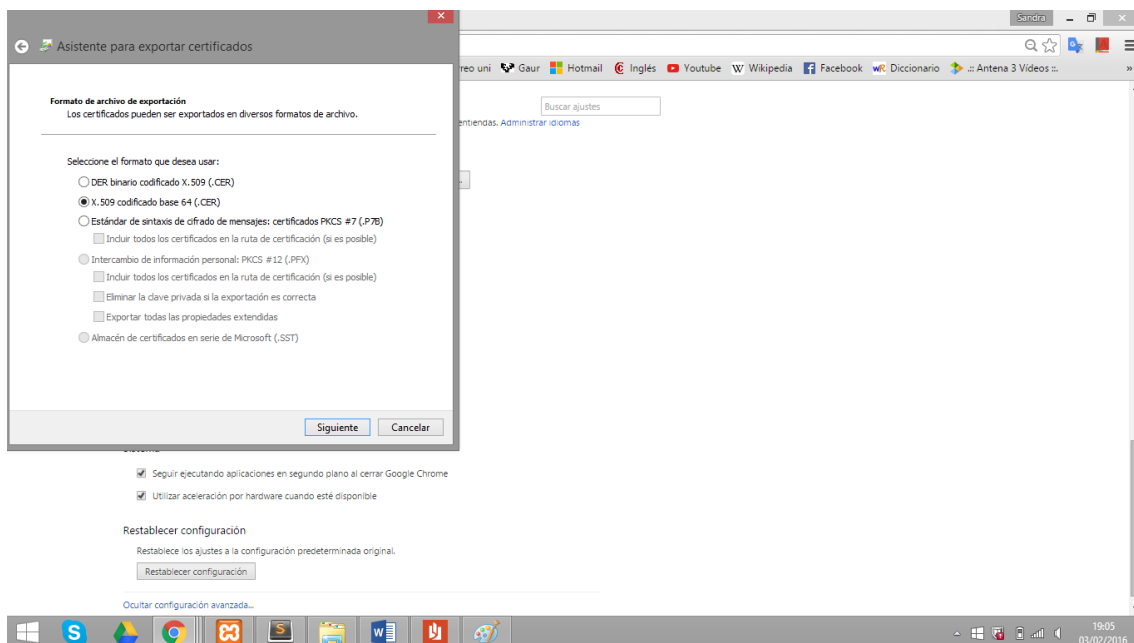 Sandra
Asistente para exportar certificados
reo uni Gaur Hotmail Inglés Youtube Wikipedia Facebook Diccionario .:: Antena 3 Vídeos ::. »
Formato de archivo de exportación
Los certificados pueden ser exportados en diversos formatos de archivo.
Buscar ajustes
entiendas. Administrar idiomas
Seleccione el formato que desea usar:
DER binario codificado X.509 (.CER)
X.509 codificado base 64 (.CER)
Estándar de sintaxis de cifrado de mensajes: certificados PKCS #7 (.P7B)
Incluir todos los certificados en la ruta de certificación (si es posible)
Intercambio de información personal: PKCS #12 (.PFX)
Incluir todos los certificados en la ruta de certificación (si es posible)
Eliminar la clave privada si la exportación es correcta
Exportar todas las propiedades extendidas
Almacén de certificados en serie de Microsoft (.SST)
Siguiente Cancelar
Seguir ejecutando aplicaciones en segundo plano al cerrar Google Chrome
Utilizar aceleración por hardware cuando esté disponible
Restablecer configuración
Restablece los ajustes a la configuración predeterminada original.
Restablecer configuración
Ocultar configuración avanzada...
19:05
03/02/2016